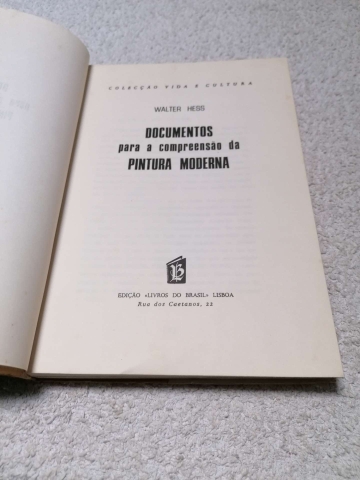 COLECÇÃO VIDA E CULTURA
WALTER HESS
DOCUMENTOS
para a compreensão da
PINTURA MODERNA
EDIÇÃO «LIVROS DO BRASIL» LISBOA
Rua dos Caetanos, 22